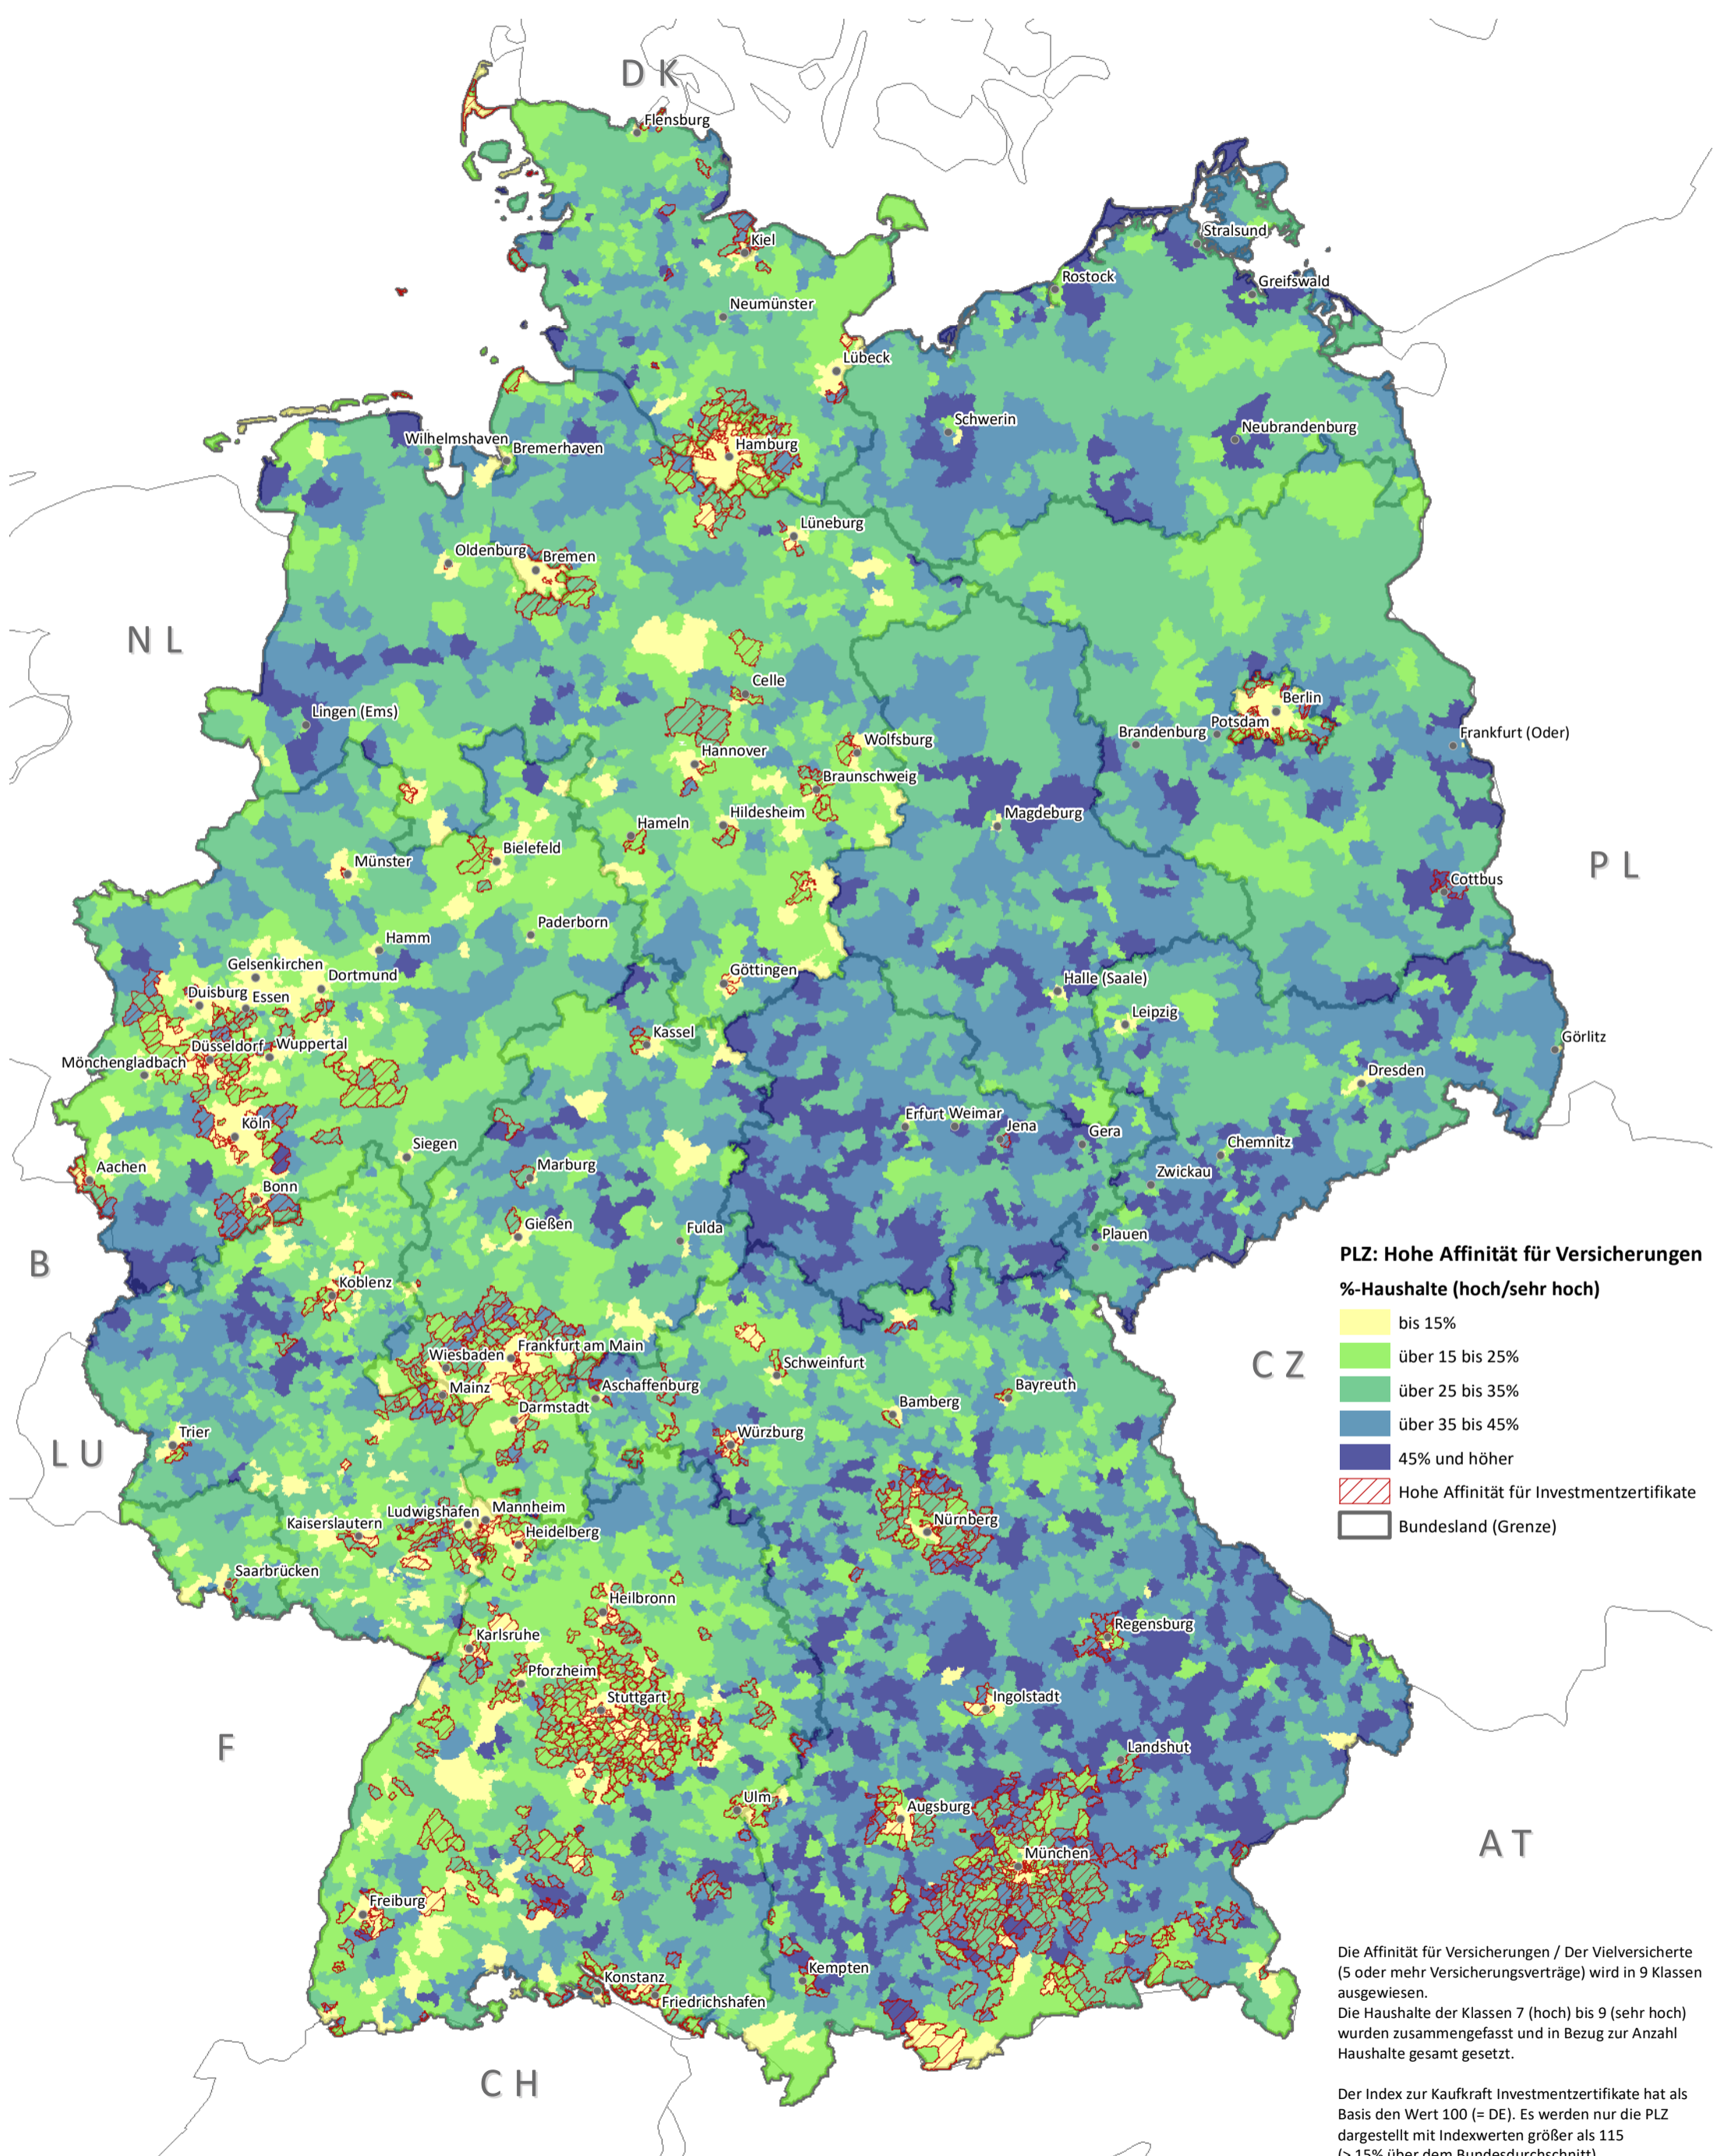 D K
Flensburg
Stralsund
Kiel
Rostock
Greifswald
Neumünster
Lübeck
Schwerin
Neubrandenburg
Wilhelmshaven
Bremerhaven
Hamburg
Lüneburg
Oldenburg
Bremen
N L
Celle
Berlin
Lingen (Ems)
Potsdam
Brandenburg
Frankfurt (Oder)
Wolfsburg
Hannover
Braunschweig
Magdeburg
Hildesheim
Hameln
Bielefeld
Münster
P L
Cottbus
Paderborn
Hamm
Gelsenkirchen
Dortmund
Göttingen
Halle (Saale)
Duisburg
Essen
Leipzig
Kassel
Görlitz
Düsseldorf
Wuppertal
Mönchengladbach
Dresden
Köln
Erfurt
Weimar
Jena
Gera
Siegen
Chemnitz
Aachen
Marburg
Zwickau
Bonn
Gießen
Fulda
Plauen
B
Koblenz
Frankfurt am Main
Wiesbaden
Schweinfurt
C Z
Mainz
Aschaffenburg
Bayreuth
Darmstadt
Bamberg
Trier
Würzburg
L U
Ludwigshafen
Mannheim
Kaiserslautern
Heidelberg
Nürnberg
Saarbrücken
Heilbronn
Regensburg
Karlsruhe
Pforzheim
Stuttgart
Ingolstadt
F
Landshut
Ulm
Augsburg
A T
München
Freiburg
Kempten
Konstanz
Friedrichshafen
C H
PLZ: Hohe Affinität für Versicherungen
%-Haushalte (hoch/sehr hoch)
bis 15%
über 15 bis 25%
über 25 bis 35%
über 35 bis 45%
45% und höher
Hohe Affinität für Investmentzertifikate
Bundesland (Grenze)
Die Affinität für Versicherungen / Der Vielversicherte
(5 oder mehr Versicherungsverträge) wird in 9 Klassen
ausgewiesen.
Die Haushalte der Klassen 7 (hoch) bis 9 (sehr hoch)
wurden zusammengefasst und in Bezug zur Anzahl
Haushalte gesamt gesetzt.
Der Index zur Kaufkraft Investmentzertifikate hat als
Basis den Wert 100 (= DE). Es werden nur die PLZ
dargestellt mit Indexwerten größer als 115
(> 15% über dem Bundesdurchschnitt)